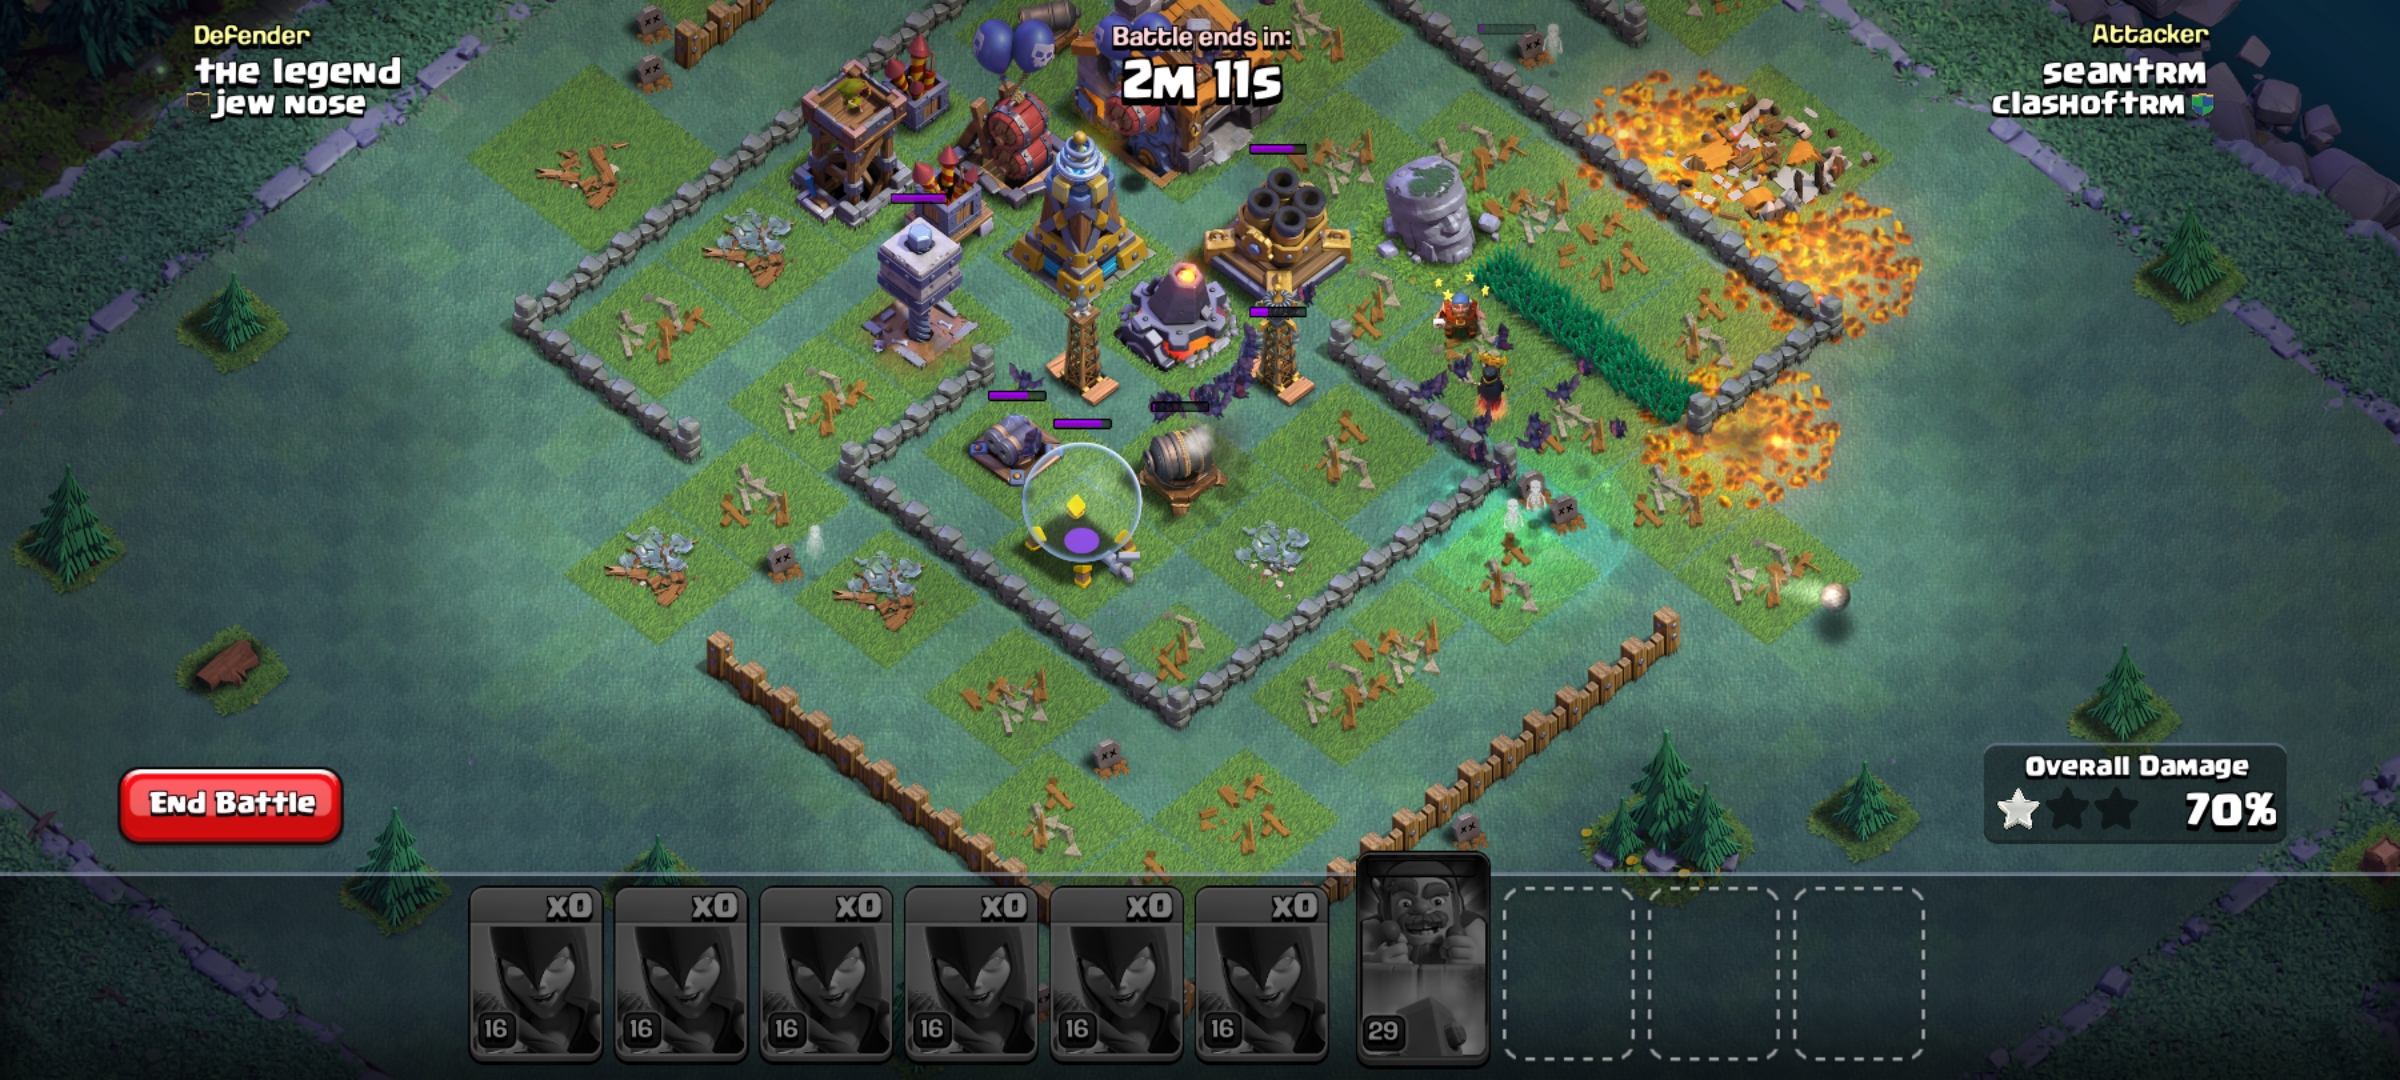 Defender
the legend
jew nose
Battle ends in:
2m 11s
Attacker
seantrm
clashoftrm
End Battle
Overall Damage
70%
x0 x0 x0 x0 x0 x0
16 16 16 16 16 16 29